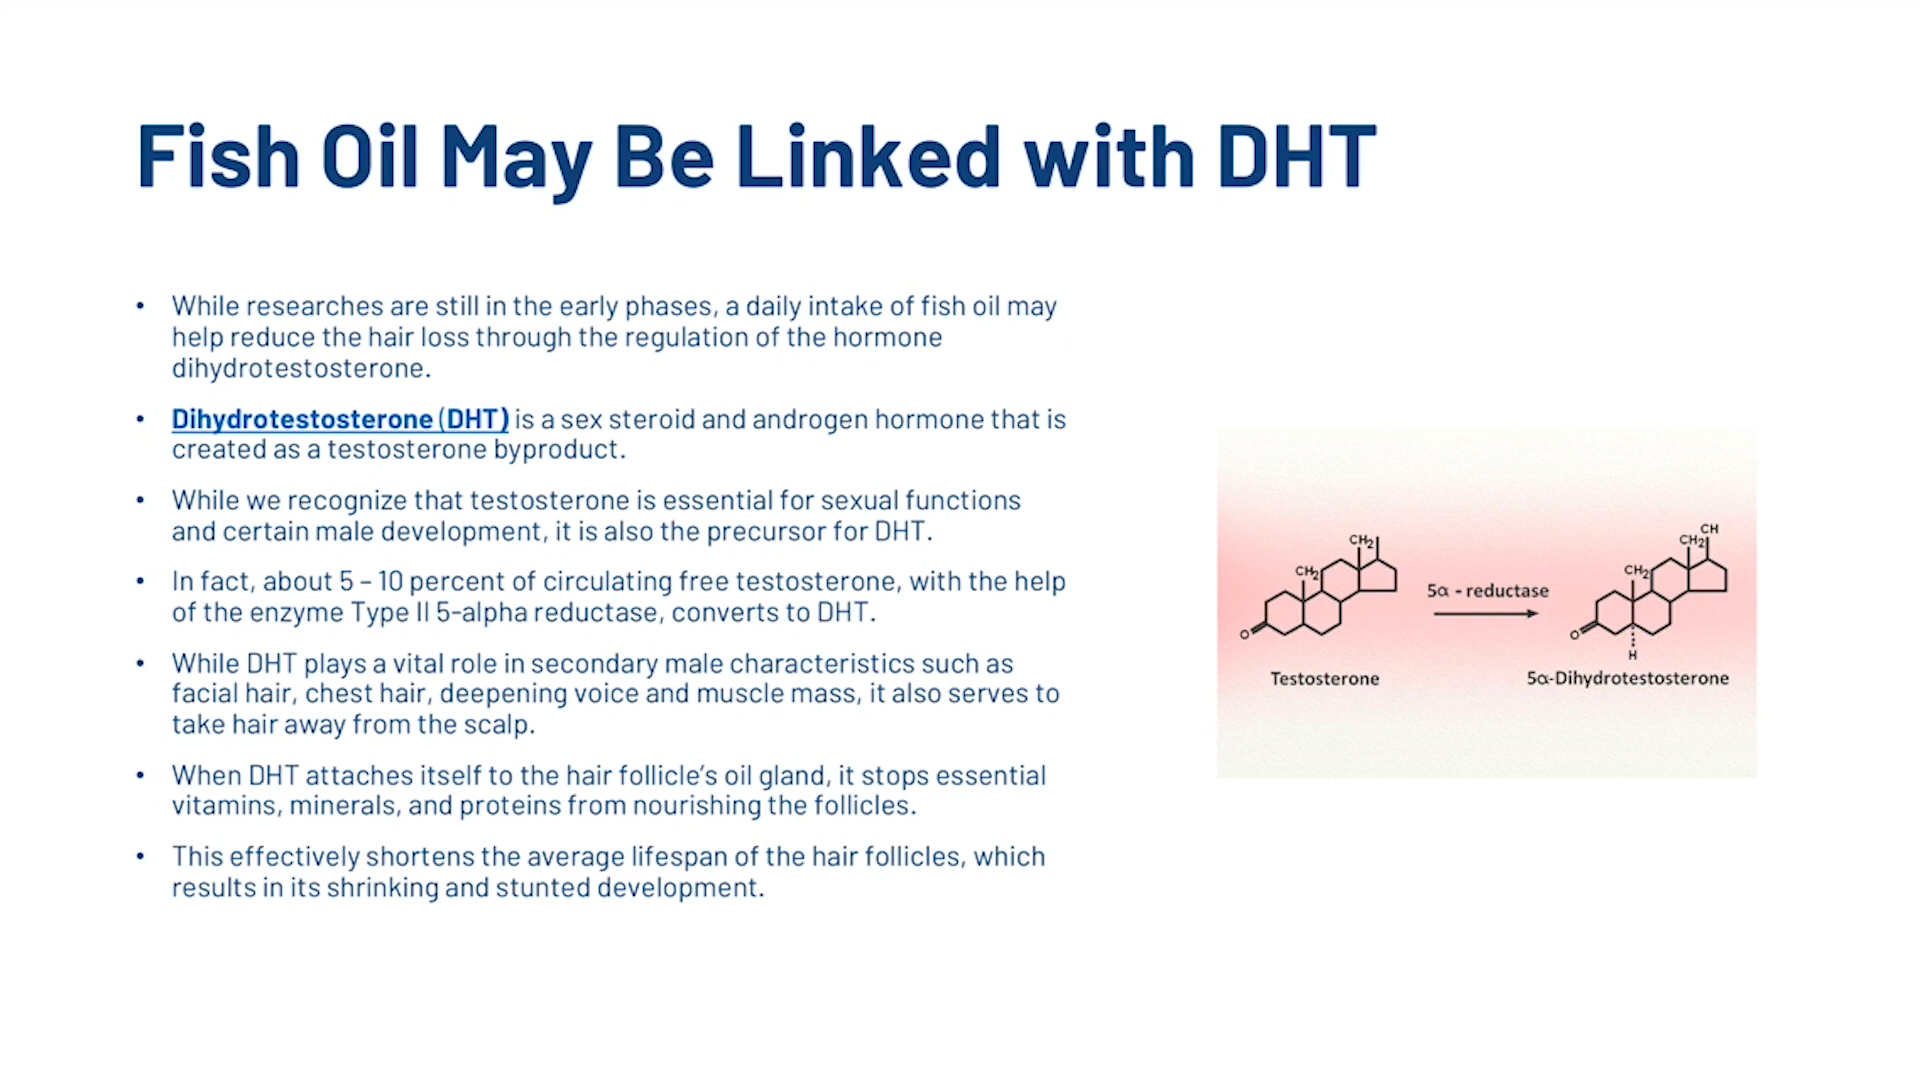 Fish Oil May Be Linked with DHT
• While researches are still in the early phases, a daily intake of fish oil may
help reduce the hair loss through the regulation of the hormone
dihydrotestosterone.
• Dihydrotestosterone (DHT) is a sex steroid and androgen hormone that is
created as a testosterone byproduct.
• While we recognize that testosterone is essential for sexual functions
and certain male development, it is also the precursor for DHT.
• In fact, about 5 – 10 percent of circulating free testosterone, with the help
of the enzyme Type II 5-alpha reductase, converts to DHT.
• While DHT plays a vital role in secondary male characteristics such as
facial hair, chest hair, deepening voice and muscle mass, it also serves to
take hair away from the scalp.
• When DHT attaches itself to the hair follicle's oil gland, it stops essential
vitamins, minerals, and proteins from nourishing the follicles.
• This effectively shortens the average lifespan of the hair follicles, which
results in its shrinking and stunted development.
CH2
CH2
O
Testosterone
5α - reductase
CH
CH2
CH2
O
H
5α-Dihydrotestosterone